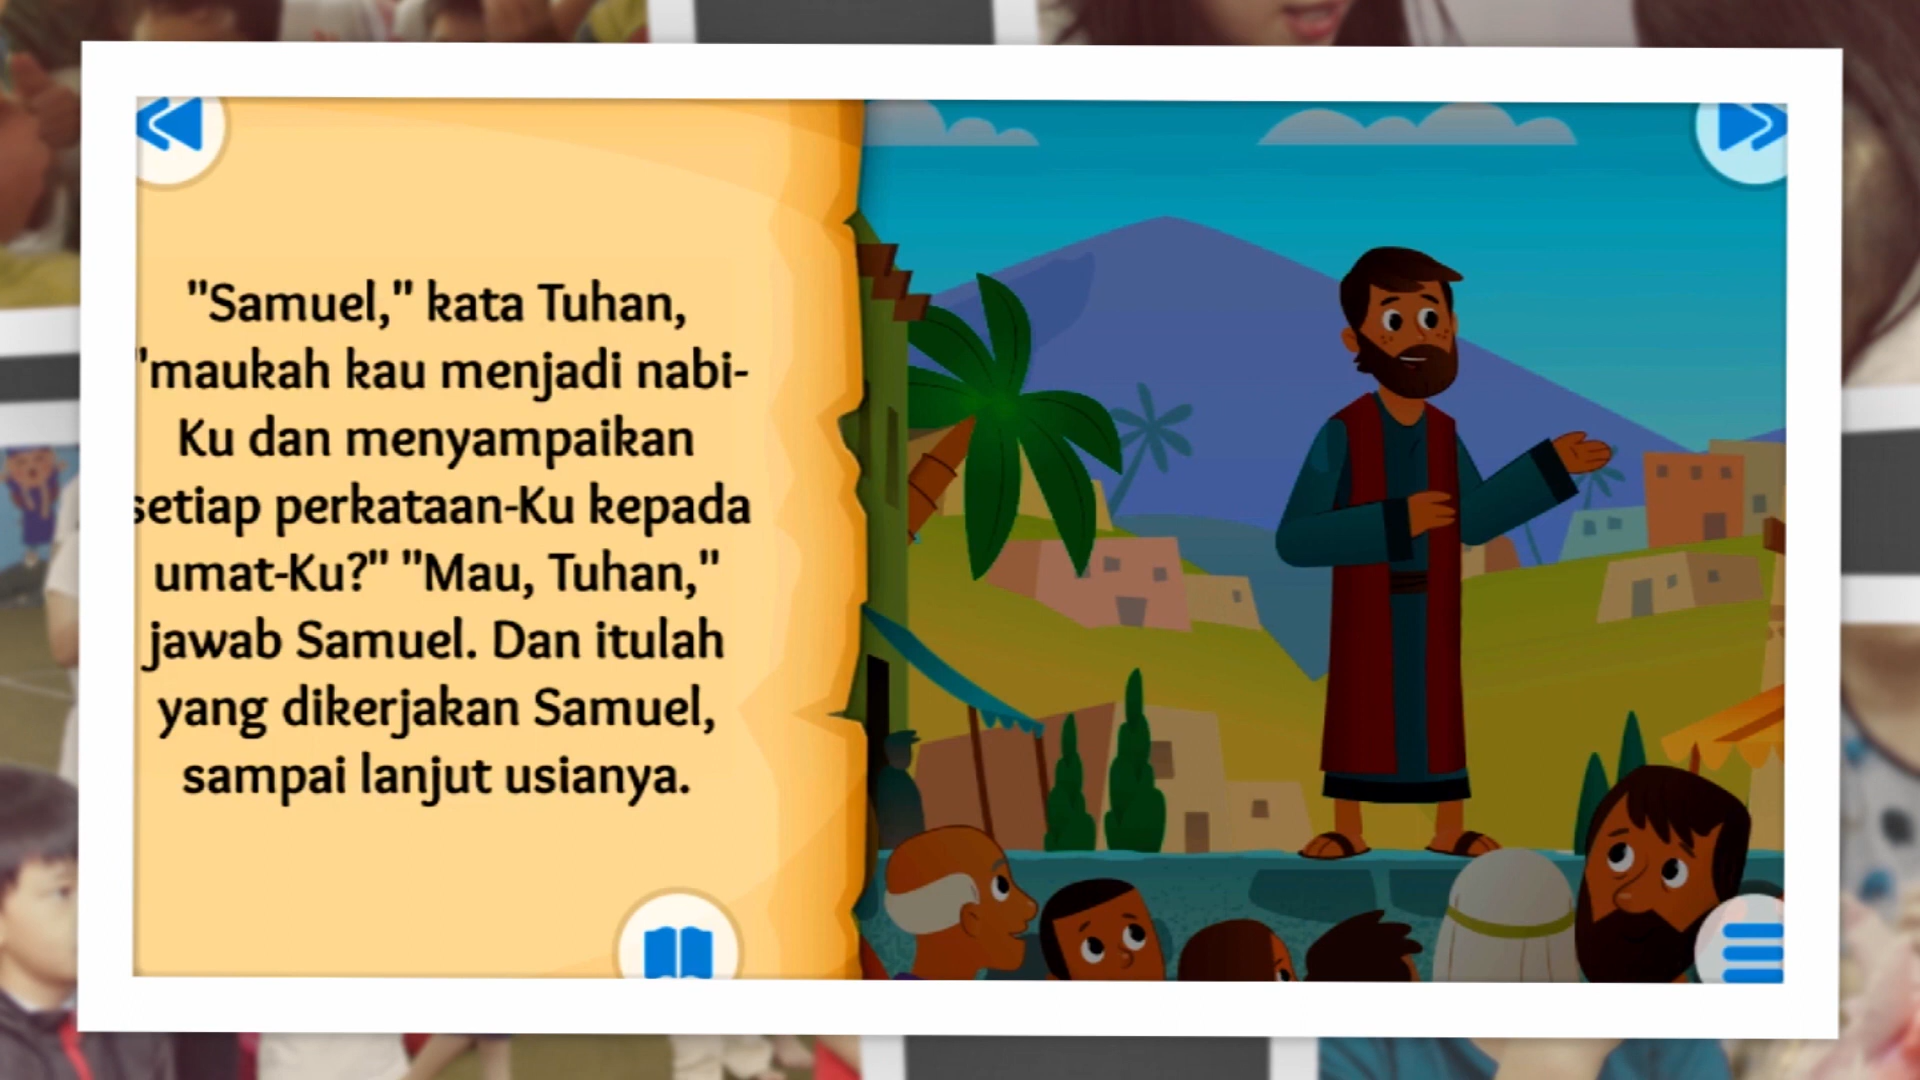 "Samuel," kata Tuhan,
"maukah kau menjadi nabi-
Ku dan menyampaikan
setiap perkataan-Ku kepada
umat-Ku?" "Mau, Tuhan,"
jawab Samuel. Dan itulah
yang dikerjakan Samuel,
sampai lanjut usianya.